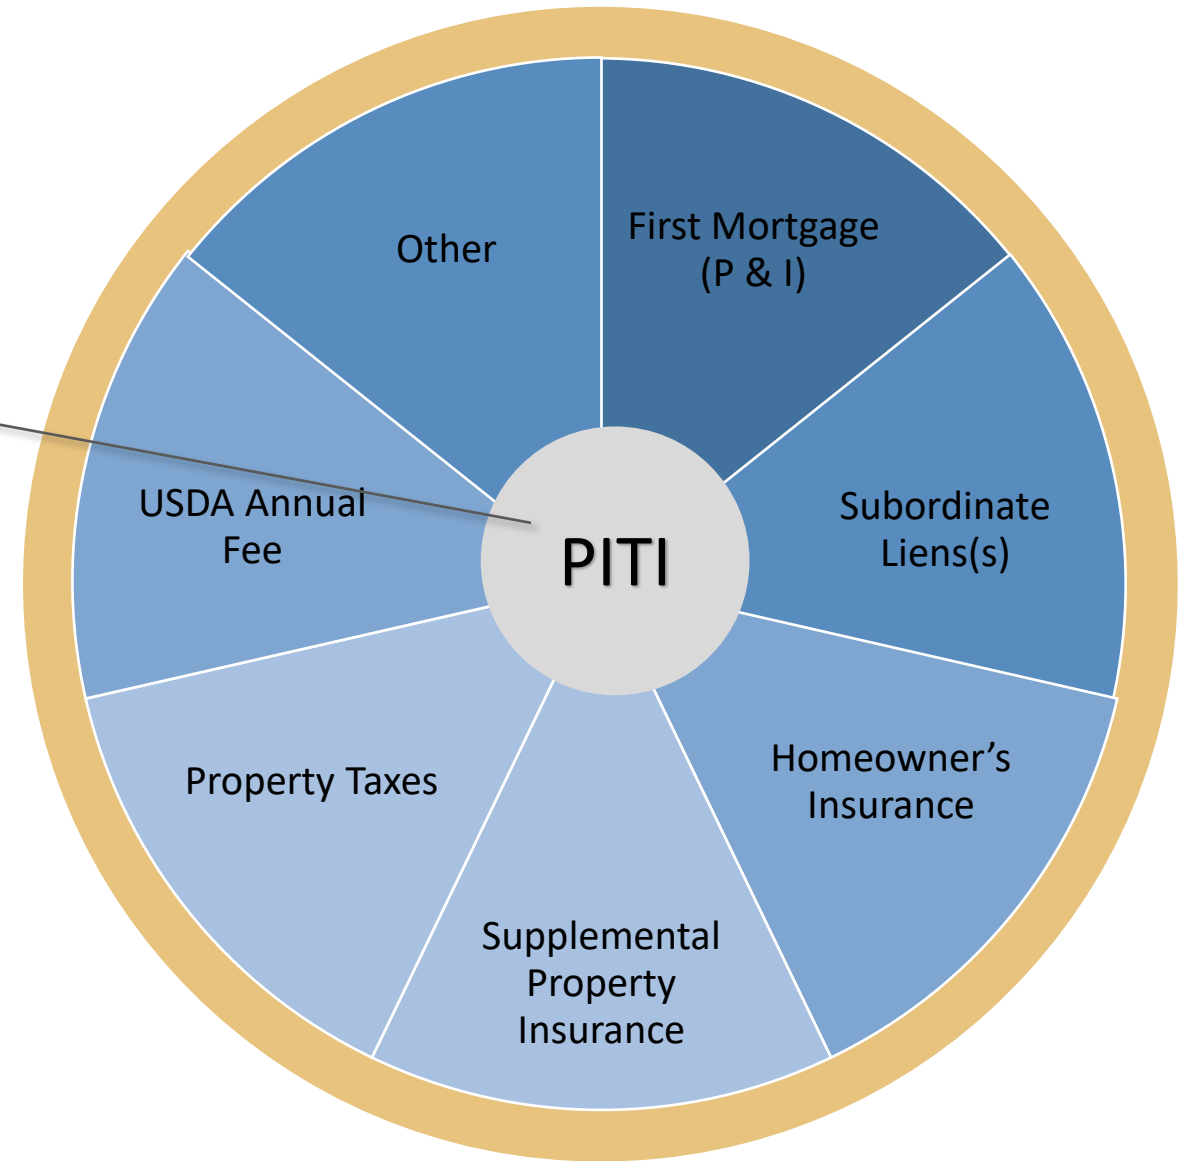 Other
First Mortgage
(P & I)
USDA Annual
Fee
PITI
Subordinate
Liens(s)
Property Taxes
Homeowner’s
Insurance
Supplemental
Property
Insurance